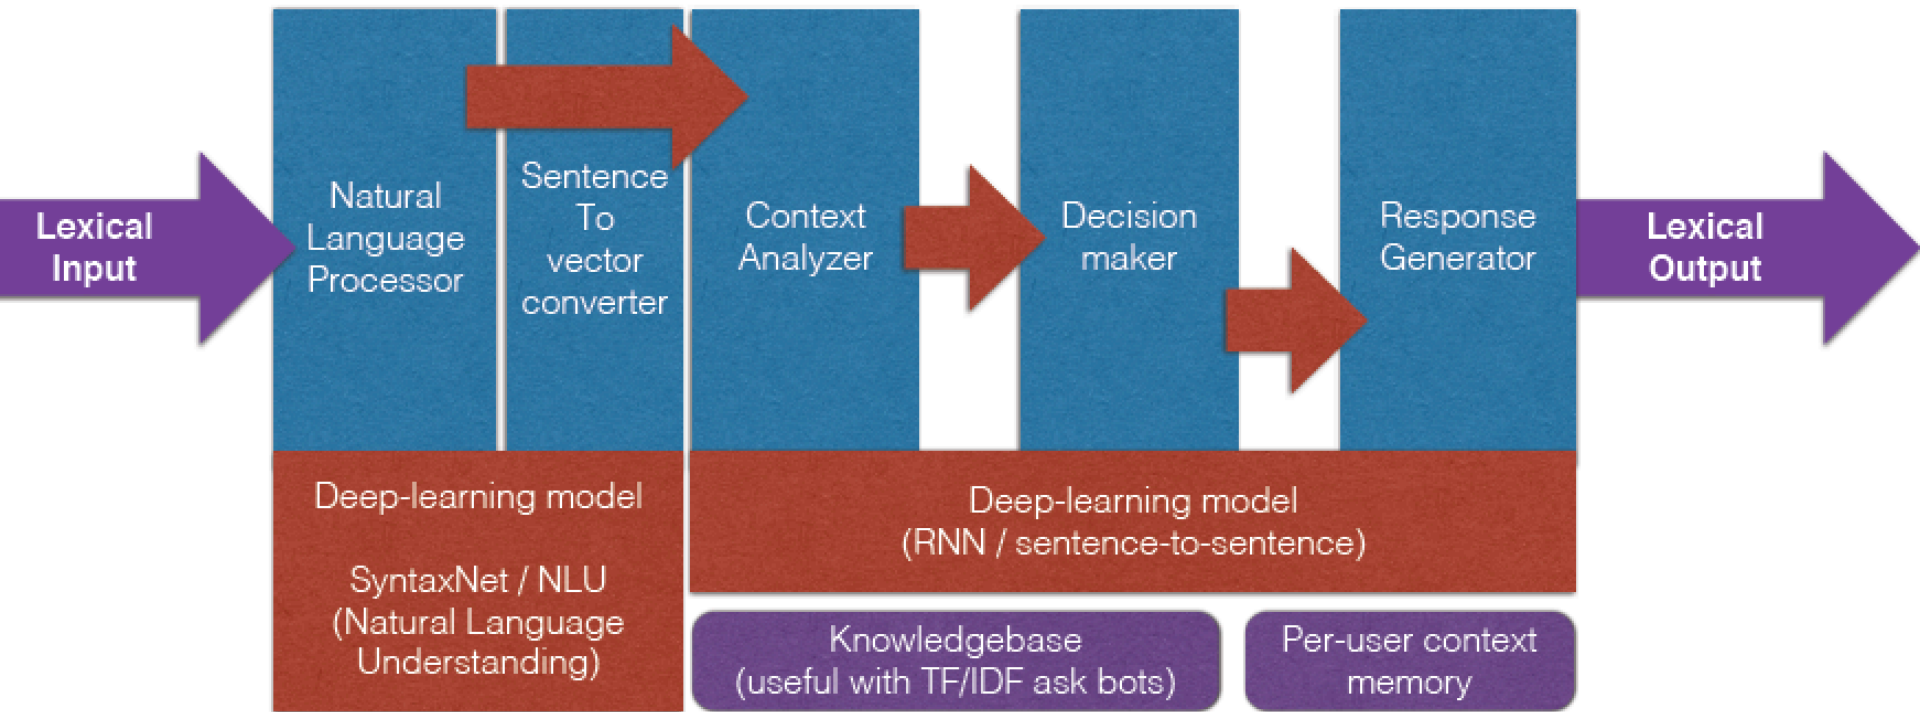 Lexical
Input
Natural
Language
Processor
Sentence
To
vector
converter
Context
Analyzer
Decision
maker
Response
Generator
Lexical
Output
Deep-learning model
SyntaxNet / NLU
(Natural Language
Understanding)
Deep-learning model
(RNN / sentence-to-sentence)
Knowledgebase
(useful with TF/IDF ask bots)
Per-user context
memory